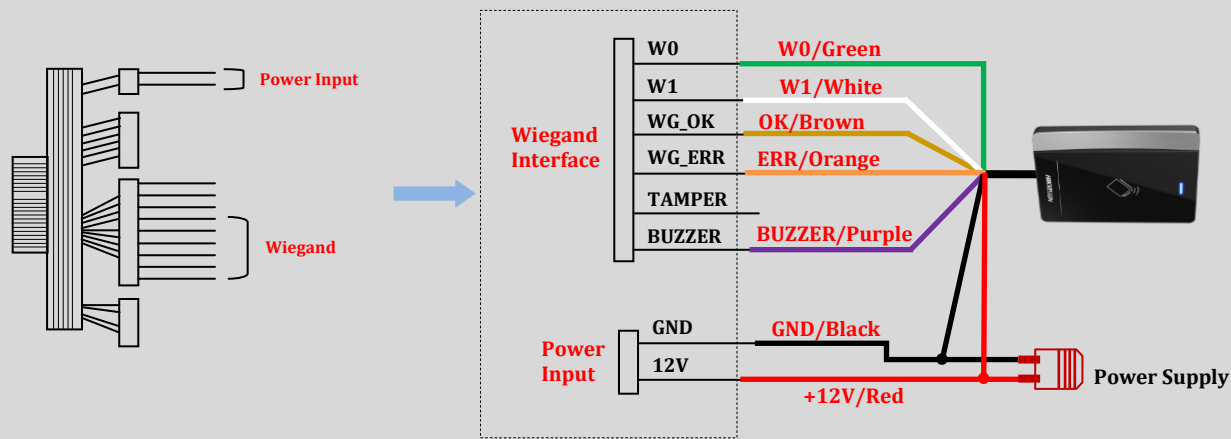 Power Input
Wiegand
Wiegand
Interface
W0
W1
WG_OK
WG_ERR
TAMPER
BUZZER
W0/Green
W1/White
OK/Brown
ERR/Orange
BUZZER/Purple
HIKVISION
Power
Input
GND
12V
GND/Black
+12V/Red
Power Supply